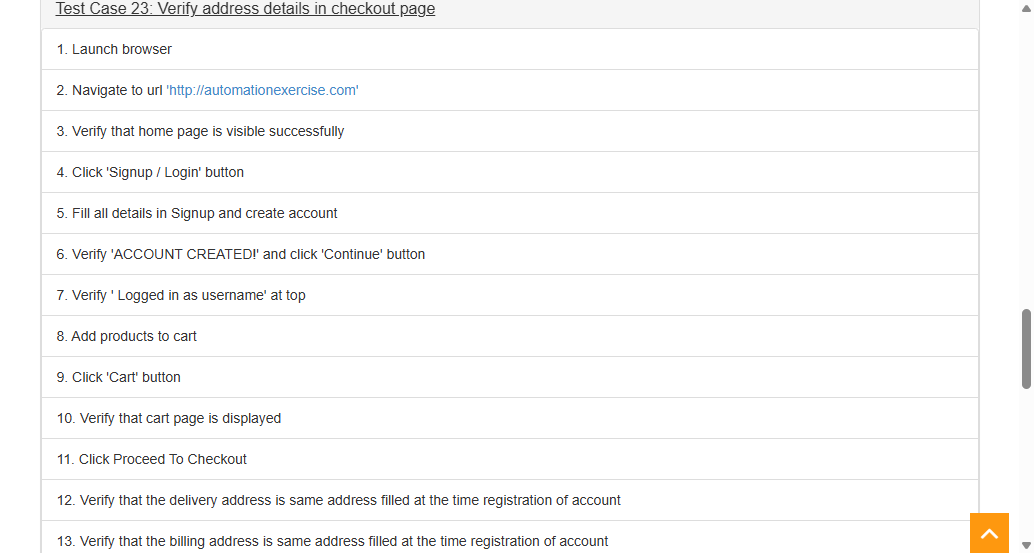 Test Case 23: Verify address details in checkout page
1. Launch browser
2. Navigate to url 'http://automationexercise.com'
3. Verify that home page is visible successfully
4. Click 'Signup / Login' button
5. Fill all details in Signup and create account
6. Verify 'ACCOUNT CREATED!' and click 'Continue' button
7. Verify ' Logged in as username' at top
8. Add products to cart
9. Click 'Cart' button
10. Verify that cart page is displayed
11. Click Proceed To Checkout
12. Verify that the delivery address is same address filled at the time registration of account
13. Verify that the billing address is same address filled at the time registration of account